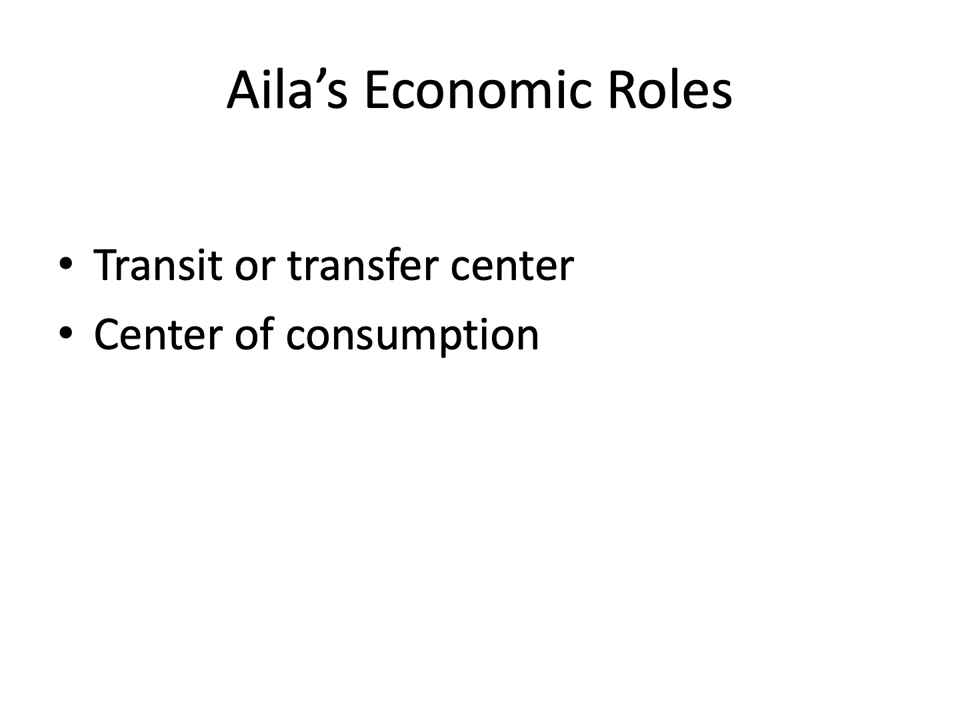 Aila’s Economic Roles
• Transit or transfer center
• Center of consumption